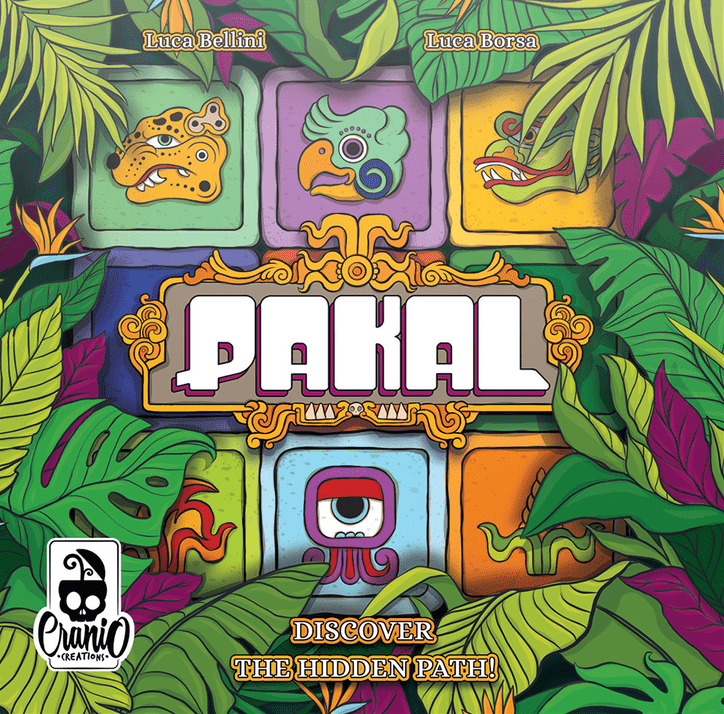 Luca Bellini
Luca Borsa
PAKAL
CraniO
CREATIONS
DISCOVER
THE HIDDEN PATH!